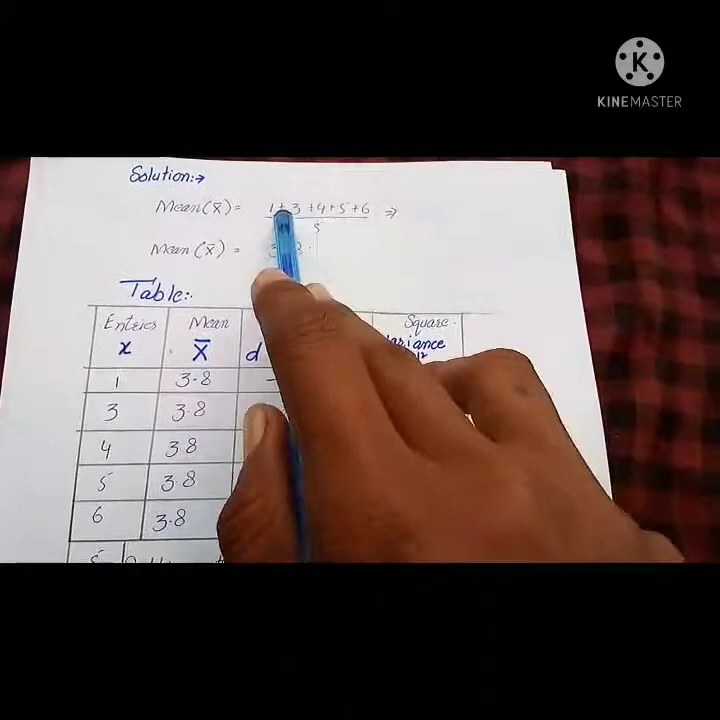 K
KINEMASTER
Solution:→
Mean (x̄) = 1+3+4+5+6 ⇒
5
Mean (x̄) =
Table:
Entries Mean Square
x X̄ d
1 3.8
3 3.8
4 3.8
5 3.8
6 3.8